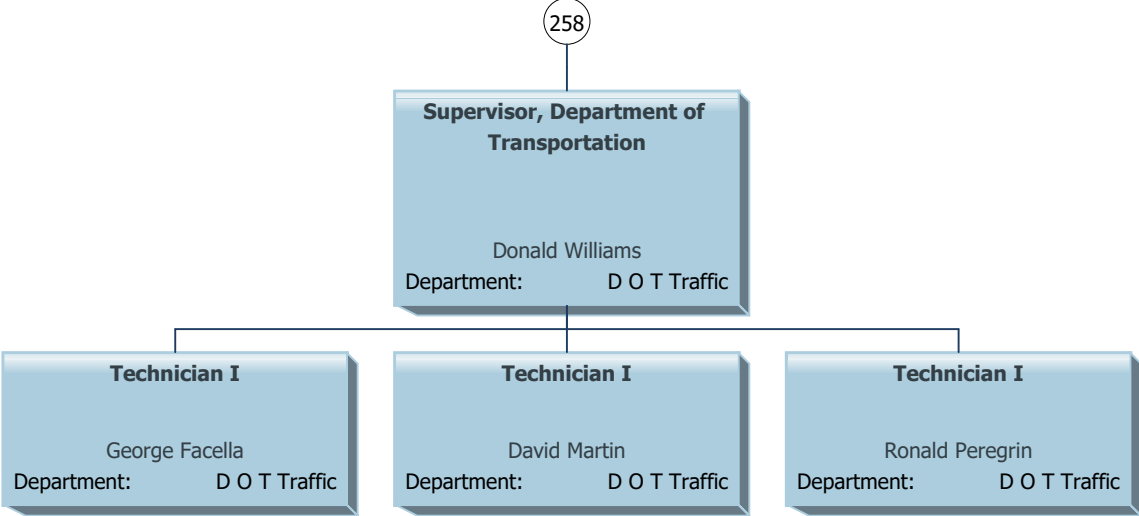 258
Supervisor, Department of
Transportation
Donald Williams
Department: D O T Traffic
Technician I
George Facella
Department: D O T Traffic
Technician I
David Martin
Department: D O T Traffic
Technician I
Ronald Peregrin
Department: D O T Traffic